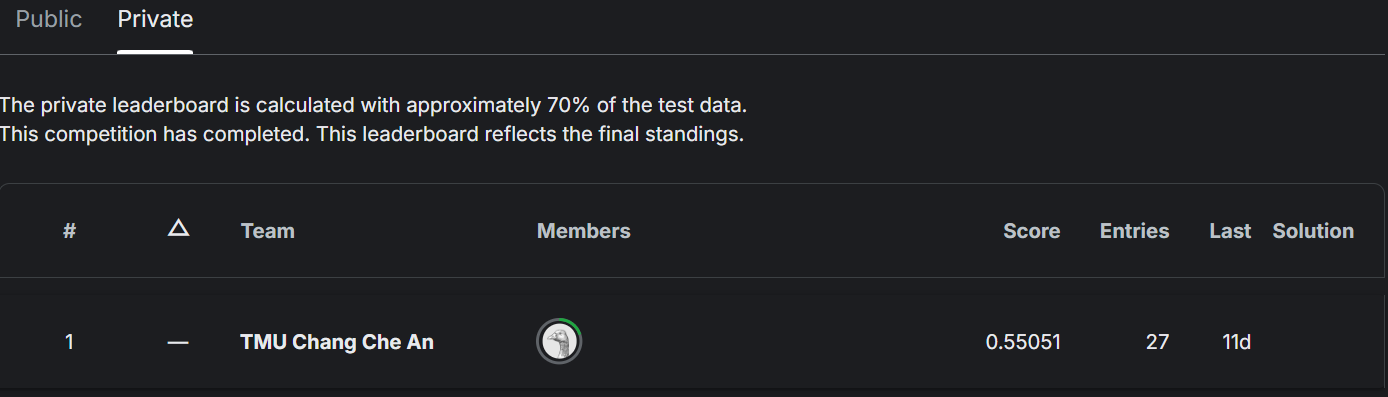 Public Private
The private leaderboard is calculated with approximately 70% of the test data.
This competition has completed. This leaderboard reflects the final standings.
# △ Team Members Score Entries Last Solution
1 — TMU Chang Che An 0.55051 27 11d